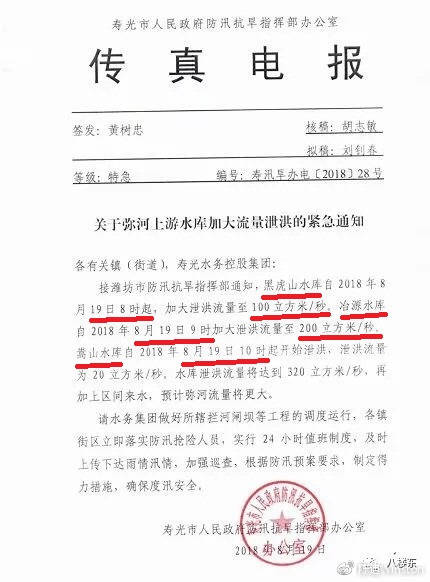 寿光市人民政府防汛抗旱指挥部办公室
传真电报
签发：黄树忠
核稿：胡志敏
拟稿：刘钊春
等级：特急
编号：寿汛旱办电【2018】28号
关于弥河上游水库加大流量泄洪的紧急通知
各有关镇（街道），寿光水务控股集团：
接潍坊市防汛抗旱指挥部通知，黑虎山水库自2018年8
月19日8时起，加大泄洪流量至100立方米/秒。冶源水库
自2018年8月19日9时加大泄洪流量至200立方米/秒。
嵩山水库自2018年8月19日10时起开始泄洪，泄洪流量
为20立方米/秒。水库泄洪流量将达到320立方米/秒，再
加上区间来水，预计弥河流量将更大。
请水务集团做好所辖拦河闸坝等工程的调度运行，各镇
街区立即落实防汛抢险人员，实行24小时值班制度，及时
上传下达雨情汛情，加强巡查，根据防汛预案要求，制定得
力措施，确保度汛安全。
寿光市人民政府防汛抗旱指挥部
办公室
寿光市人民政府防汛抗旱指挥部办公室
2018年8月19日
八楼东